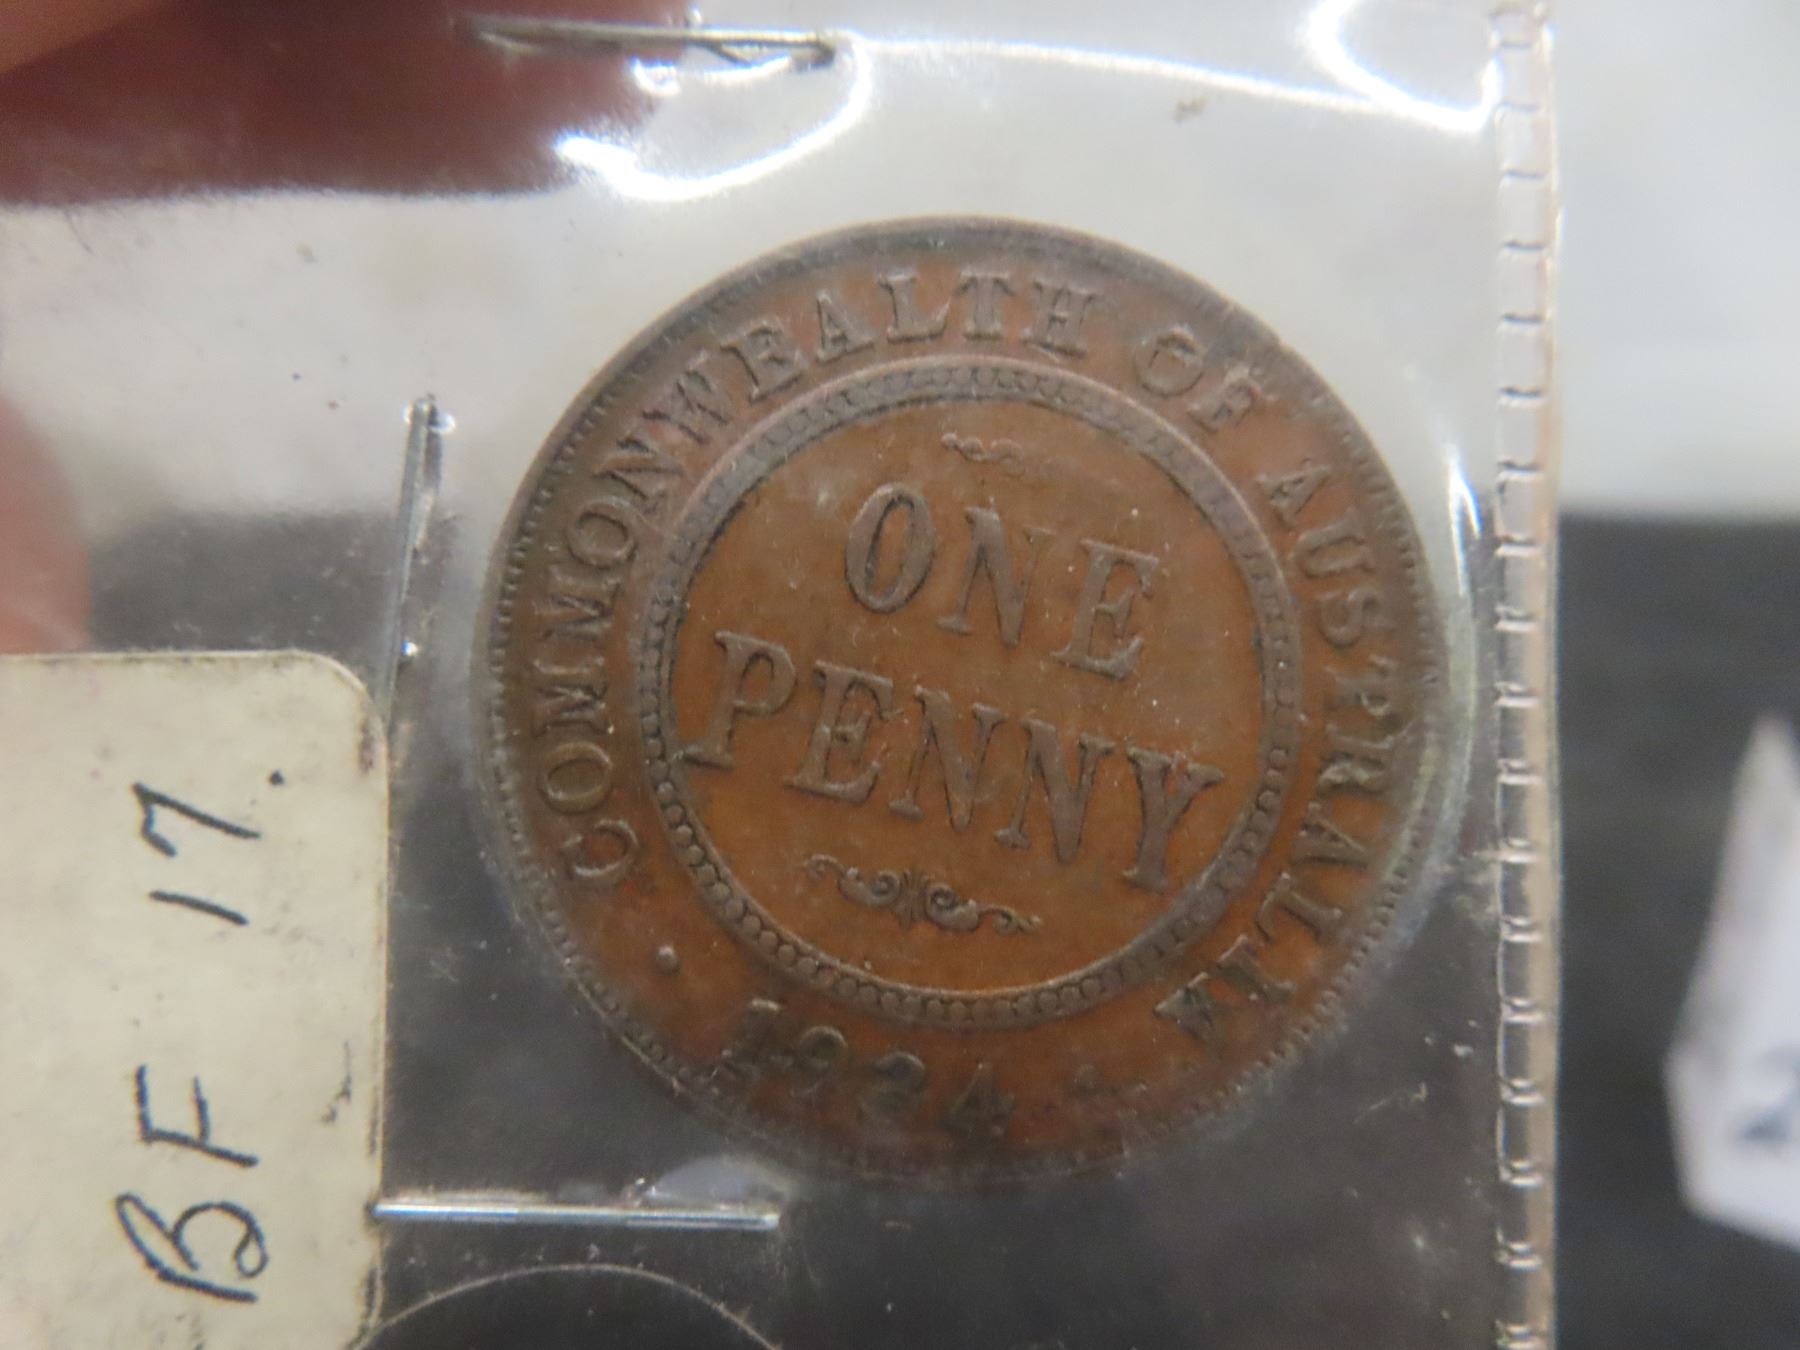 COMMONWEALTH OF AUSTRALIA
ONE
PENNY
1924
BF 17.